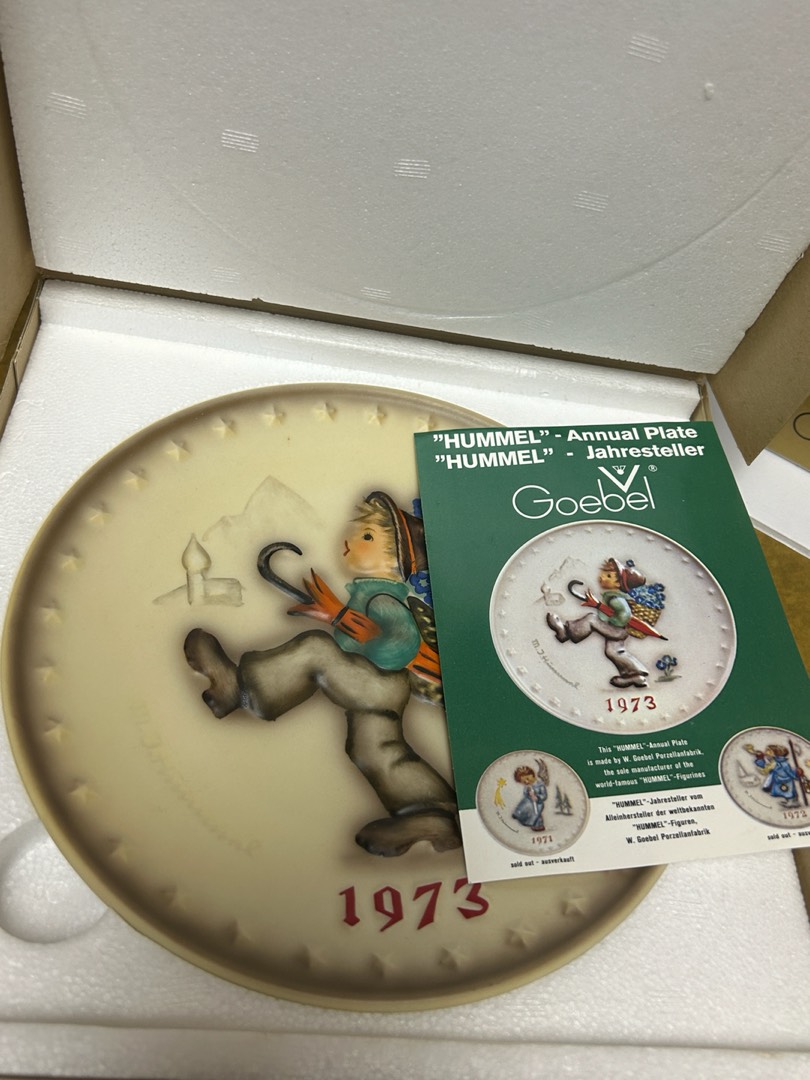 "HUMMEL" - Annual Plate
"HUMMEL" - Jahresteller
Goebel ®
M.J. Hummel
1973
This "HUMMEL"-Annual Plate
is made by W. Goebel Porzellanfabrik,
the sole manufacturer of the
world-famous "HUMMEL"-Figurines
"HUMMEL"-Jahresteller vom
Alleinhersteller der weltbekannten
"HUMMEL"-Figuren,
W. Goebel Porzellanfabrik
1971
sold out - ausverkauft
1972
sold out -
1973